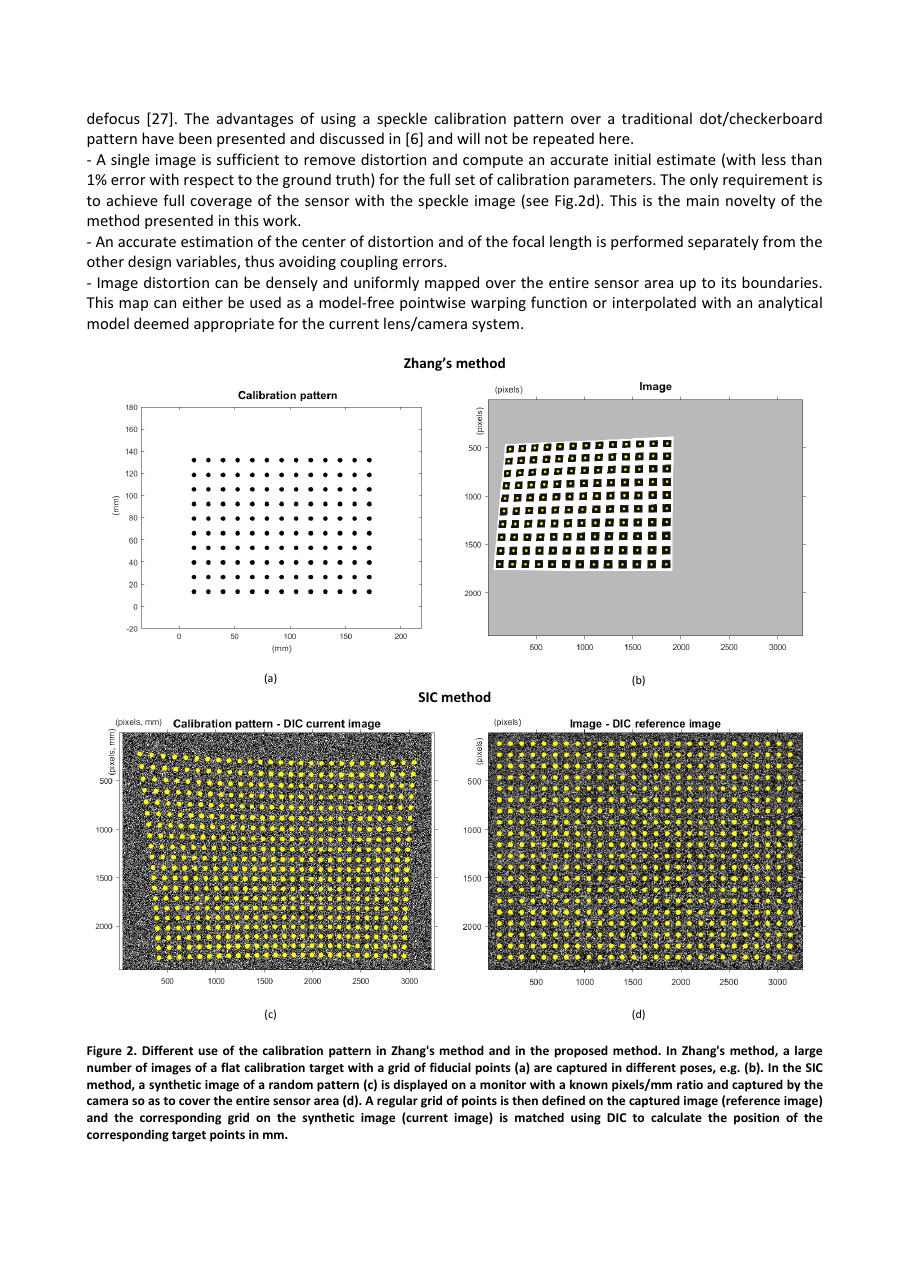 defocus [27]. The advantages of using a speckle calibration pattern over a traditional dot/checkerboard
pattern have been presented and discussed in [6] and will not be repeated here.
- A single image is sufficient to remove distortion and compute an accurate initial estimate (with less than
1% error with respect to the ground truth) for the full set of calibration parameters. The only requirement is
to achieve full coverage of the sensor with the speckle image (see Fig.2d). This is the main novelty of the
method presented in this work.
- An accurate estimation of the center of distortion and of the focal length is performed separately from the
other design variables, thus avoiding coupling errors.
- Image distortion can be densely and uniformly mapped over the entire sensor area up to its boundaries.
This map can either be used as a model-free pointwise warping function or interpolated with an analytical
model deemed appropriate for the current lens/camera system.
Zhang’s method
Calibration pattern
180
160
140
120
100
80
60
40
20
0
-20
(mm)
0 50 100 150 200
(mm)
(a)
(pixels)
Image
(pixels)
500
1000
1500
2000
500 1000 1500 2000 2500 3000
(b)
SIC method
(pixels, mm)
Calibration pattern - DIC current image
(pixels, mm)
500
1000
1500
2000
500 1000 1500 2000 2500 3000
(c)
(pixels)
Image - DIC reference image
(pixels)
500
1000
1500
2000
500 1000 1500 2000 2500 3000
(d)
Figure 2. Different use of the calibration pattern in Zhang's method and in the proposed method. In Zhang's method, a large
number of images of a flat calibration target with a grid of fiducial points (a) are captured in different poses, e.g. (b). In the SIC
method, a synthetic image of a random pattern (c) is displayed on a monitor with a known pixels/mm ratio and captured by the
camera so as to cover the entire sensor area (d). A regular grid of points is then defined on the captured image (reference image)
and the corresponding grid on the synthetic image (current image) is matched using DIC to calculate the position of the
corresponding target points in mm.